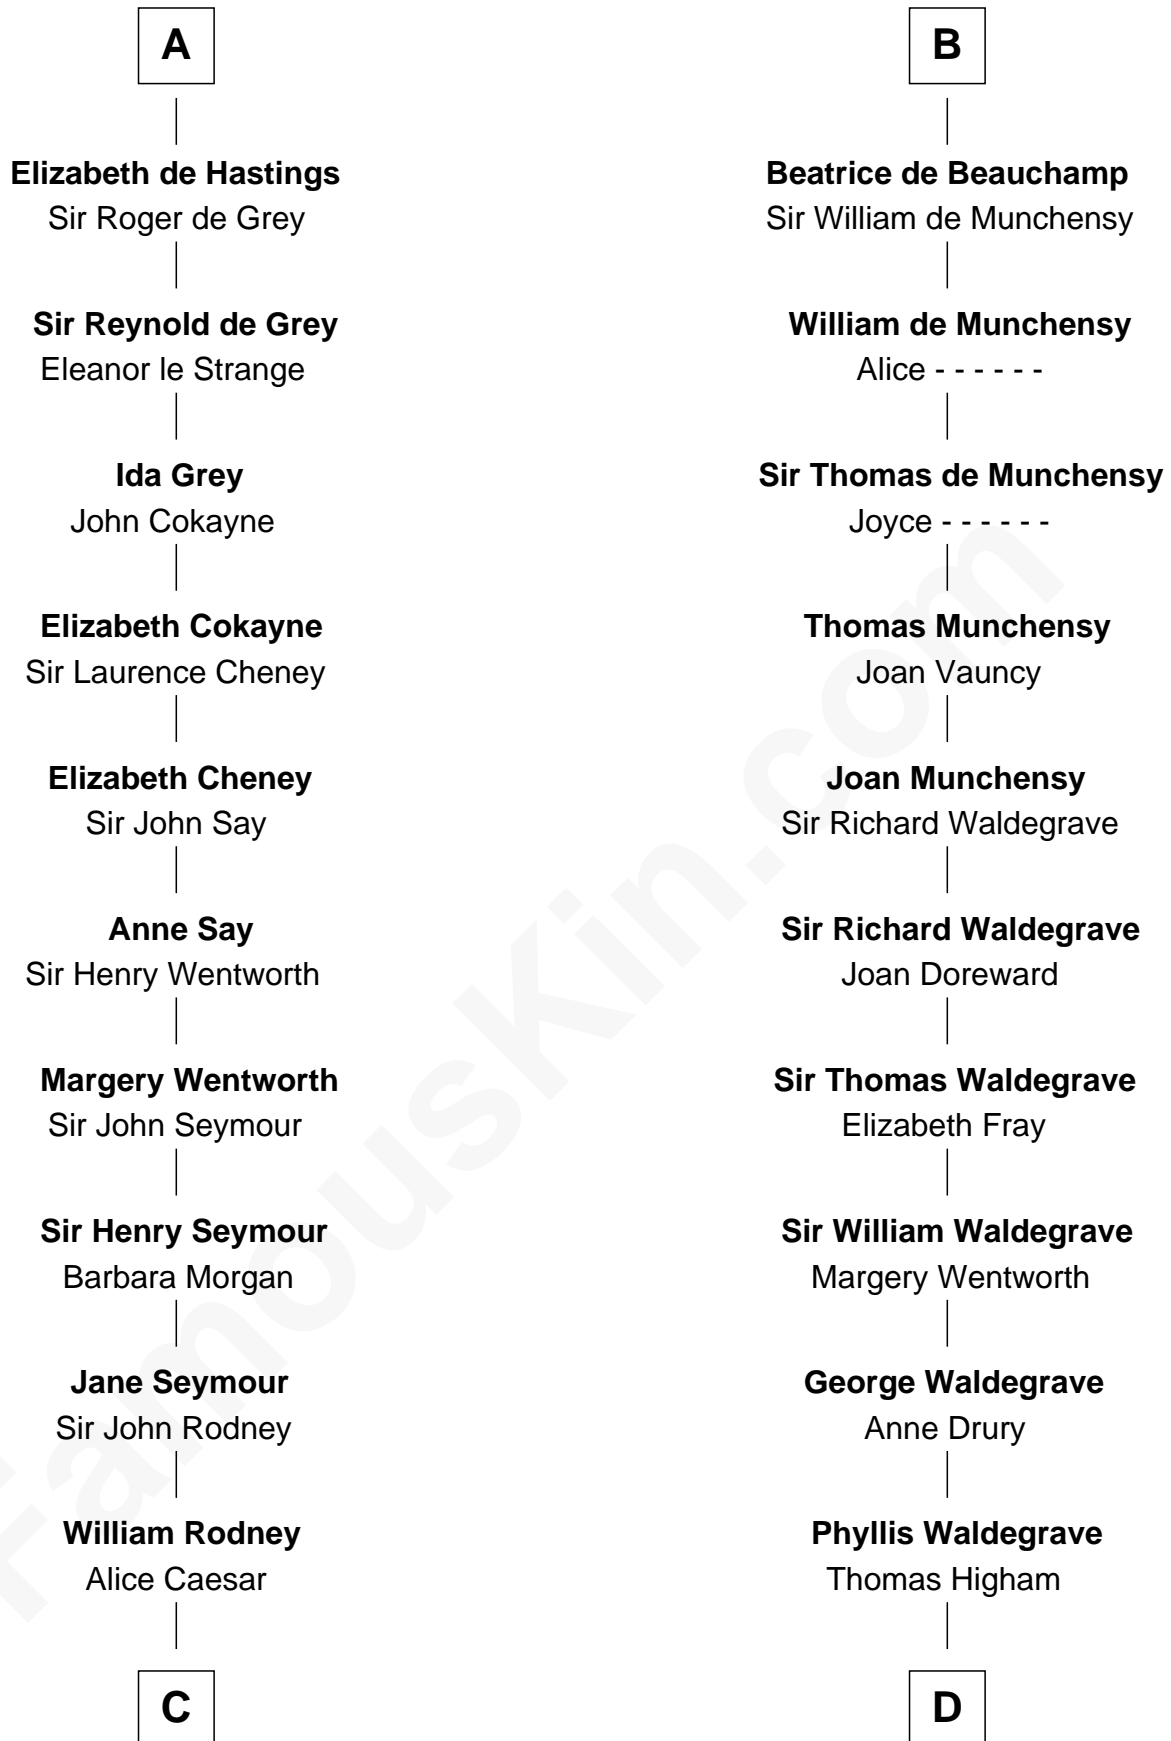 A
Elizabeth de Hastings
Sir Roger de Grey
Sir Reynold de Grey
Eleanor le Strange
Ida Grey
John Cokayne
Elizabeth Cokayne
Sir Laurence Cheney
Elizabeth Cheney
Sir John Say
Anne Say
Sir Henry Wentworth
Margery Wentworth
Sir John Seymour
Sir Henry Seymour
Barbara Morgan
Jane Seymour
Sir John Rodney
William Rodney
Alice Caesar
C
B
Beatrice de Beauchamp
Sir William de Munchensy
William de Munchensy
Alice - - - - - -
Sir Thomas de Munchensy
Joyce - - - - - -
Thomas Munchensy
Joan Vauncy
Joan Munchensy
Sir Richard Waldegrave
Sir Richard Waldegrave
Joan Doreward
Sir Thomas Waldegrave
Elizabeth Fray
Sir William Waldegrave
Margery Wentworth
George Waldegrave
Anne Drury
Phyllis Waldegrave
Thomas Higham
D
FamousKin.com